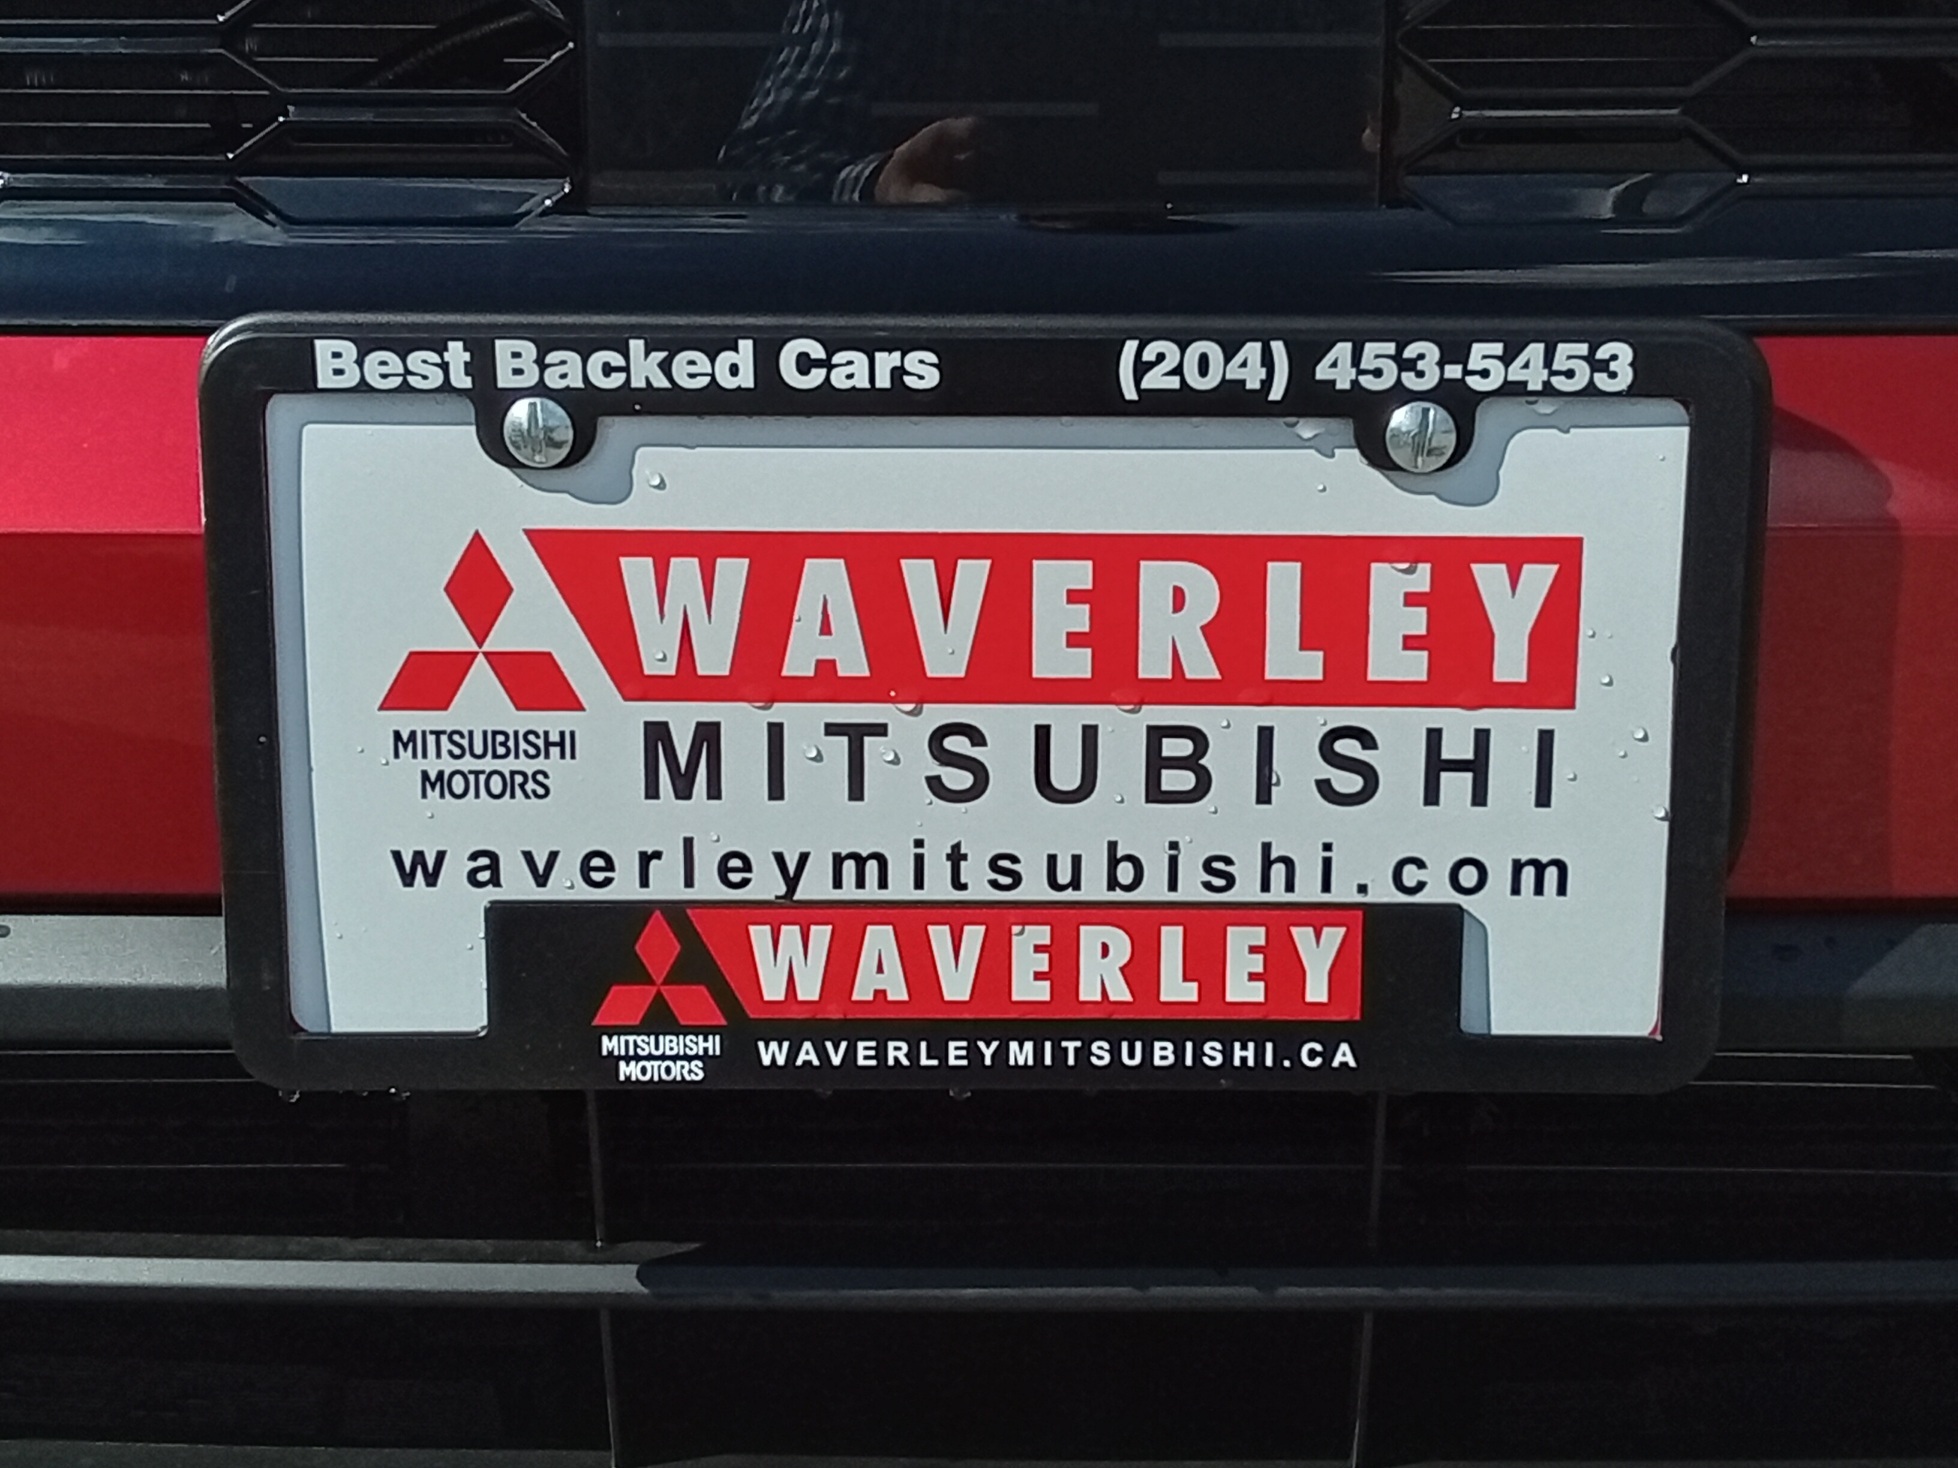 Best Backed Cars (204) 453-5453
WAVERLEY
MITSUBISHI
MOTORS
MITSUBISHI
waverleymitsubishi.com
WAVERLEY
MITSUBISHI
MOTORS
WAVERLEYMITSUBISHI.CA